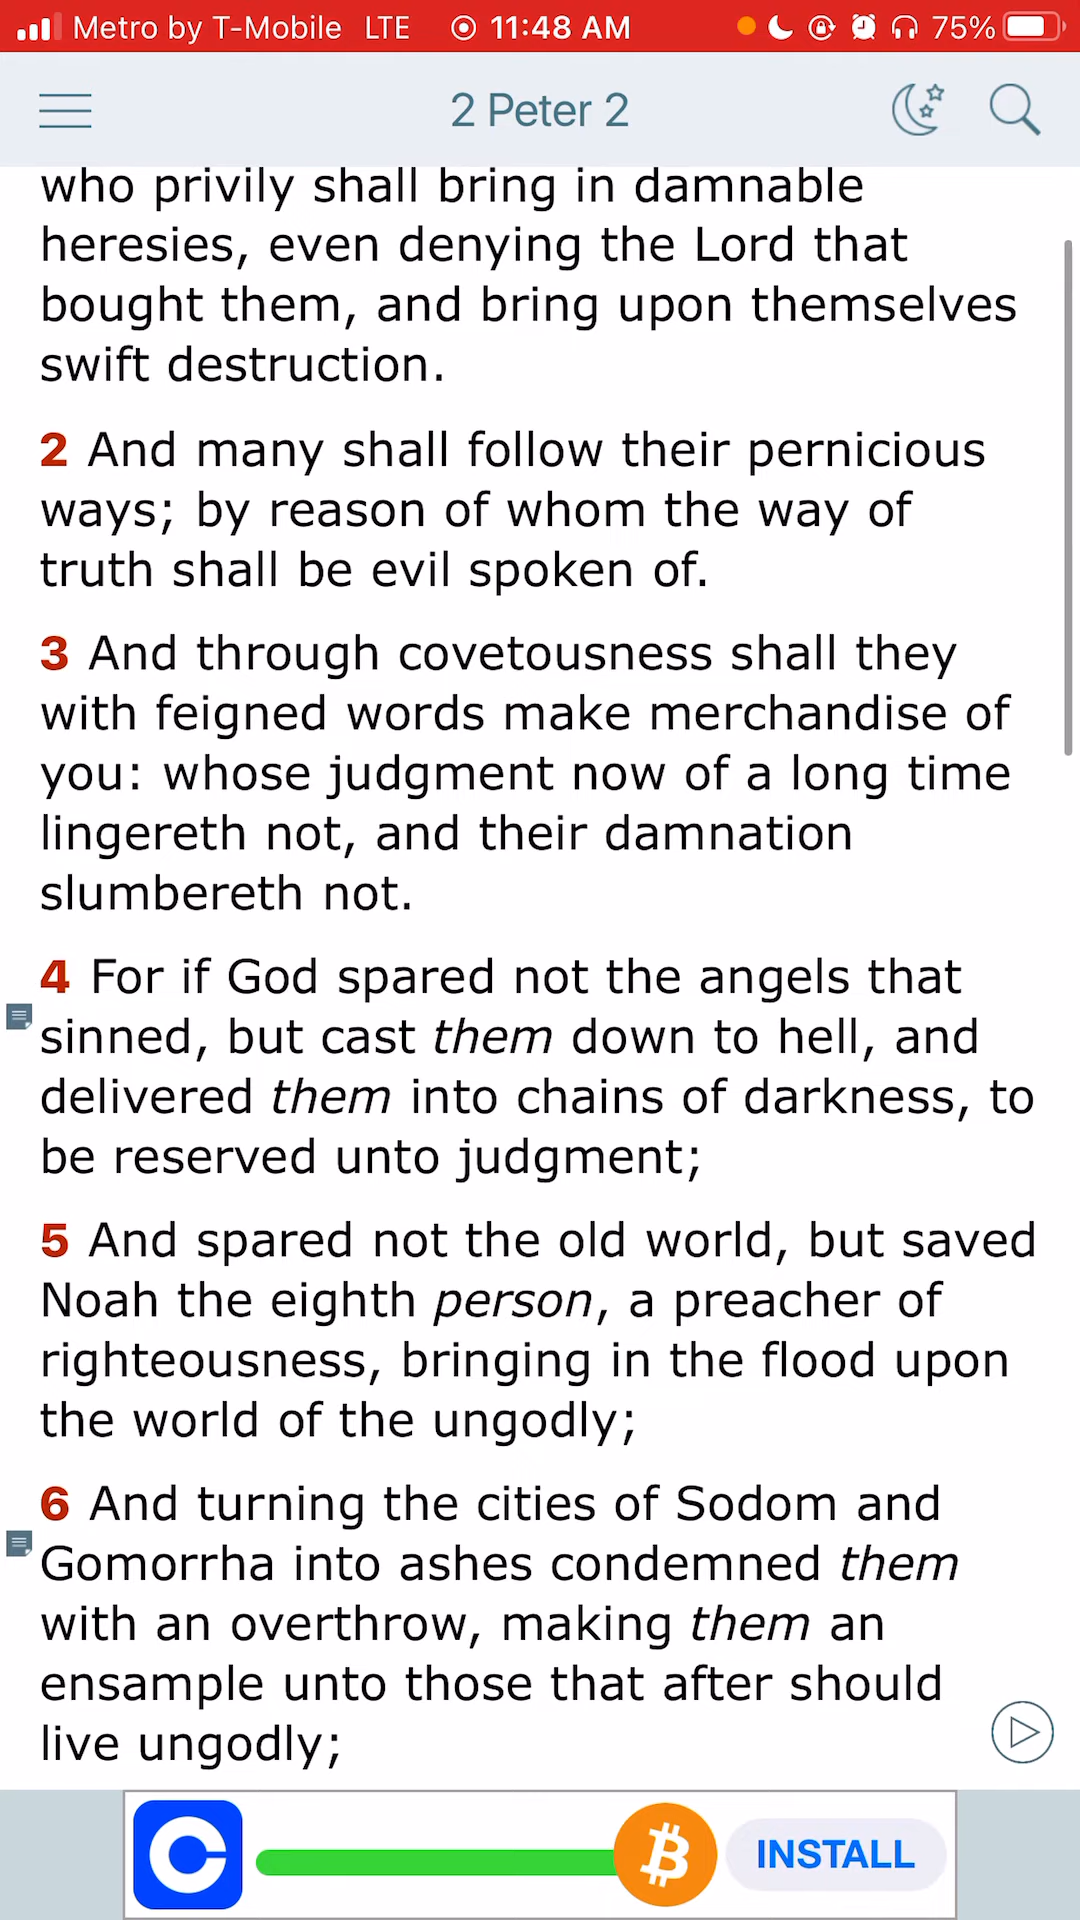 Metro by T-Mobile LTE 11:48 AM 75%
2 Peter 2
who privily shall bring in damnable
heresies, even denying the Lord that
bought them, and bring upon themselves
swift destruction.
2 And many shall follow their pernicious
ways; by reason of whom the way of
truth shall be evil spoken of.
3 And through covetousness shall they
with feigned words make merchandise of
you: whose judgment now of a long time
lingereth not, and their damnation
slumbereth not.
4 For if God spared not the angels that
sinned, but cast them down to hell, and
delivered them into chains of darkness, to
be reserved unto judgment;
5 And spared not the old world, but saved
Noah the eighth person, a preacher of
righteousness, bringing in the flood upon
the world of the ungodly;
6 And turning the cities of Sodom and
Gomorrha into ashes condemned them
with an overthrow, making them an
ensample unto those that after should
live ungodly;
INSTALL